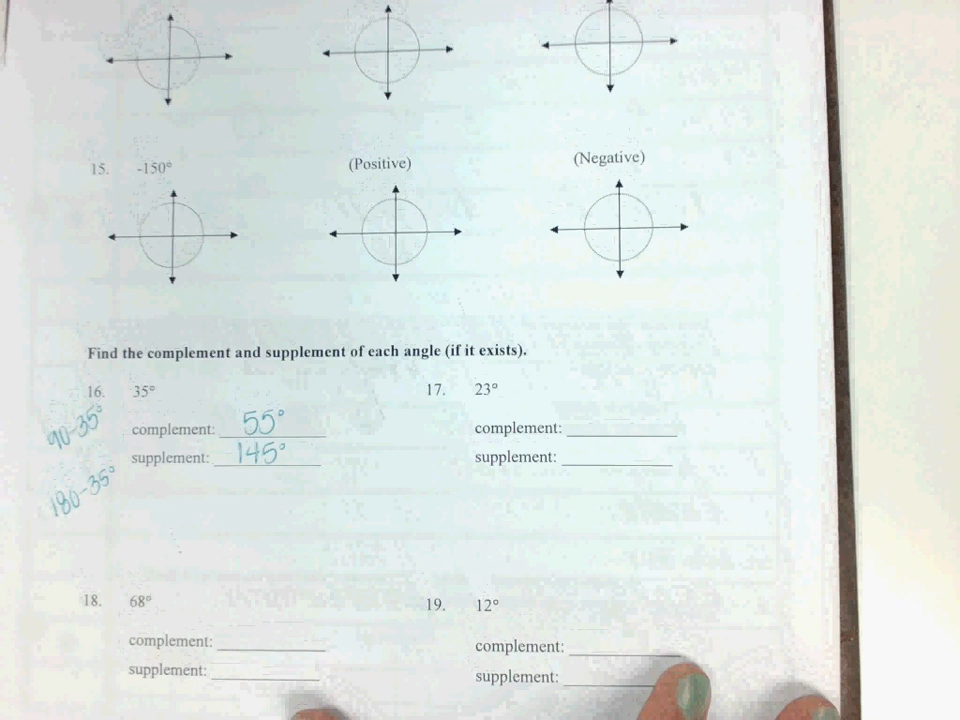 15. -150° (Positive) (Negative)
Find the complement and supplement of each angle (if it exists).
16. 35° 17. 23°
90-35°
complement: 55° complement:
supplement: 145° supplement:
180-35°
18. 68° 19. 12°
complement: complement:
supplement: supplement: